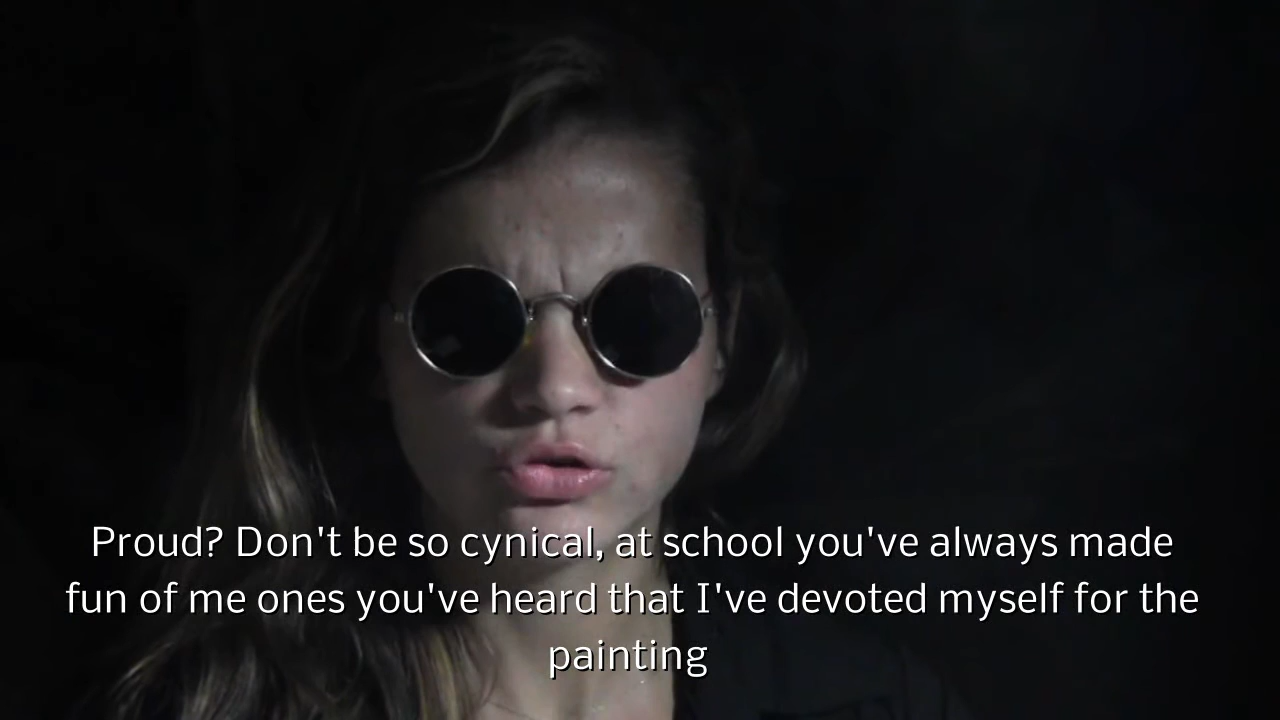 Proud? Don't be so cynical, at school you've always made
fun of me ones you've heard that I've devoted myself for the
painting